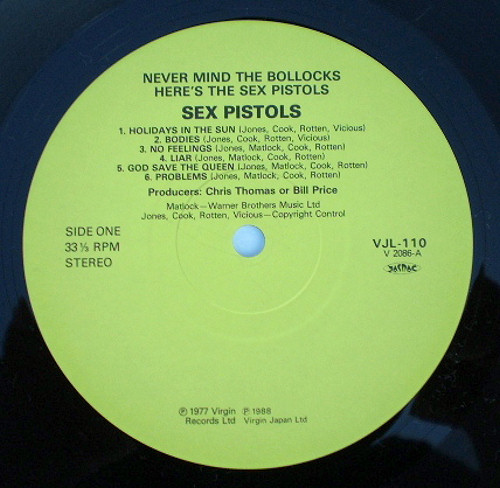 NEVER MIND THE BOLLOCKS
HERE'S THE SEX PISTOLS
SEX PISTOLS
1. HOLIDAYS IN THE SUN (Jones, Cook, Rotten, Vicious)
2. BODIES (Jones, Cook, Rotten, Vicious)
3. NO FEELINGS (Jones, Matlock, Cook, Rotten)
4. LIAR (Jones, Matlock, Cook, Rotten)
5. GOD SAVE THE QUEEN (Jones, Matlock, Cook, Rotten)
6. PROBLEMS (Jones, Matlock, Cook, Rotten)
Producers: Chris Thomas or Bill Price
Matlock—Warner Brothers Music Ltd
Jones, Cook, Rotten, Vicious—Copyright Control
SIDE ONE
33⅓ RPM
STEREO
VJL-110
V 2086-A
℗ 1977 Virgin
Records Ltd
℗ 1988
Virgin Japan Ltd